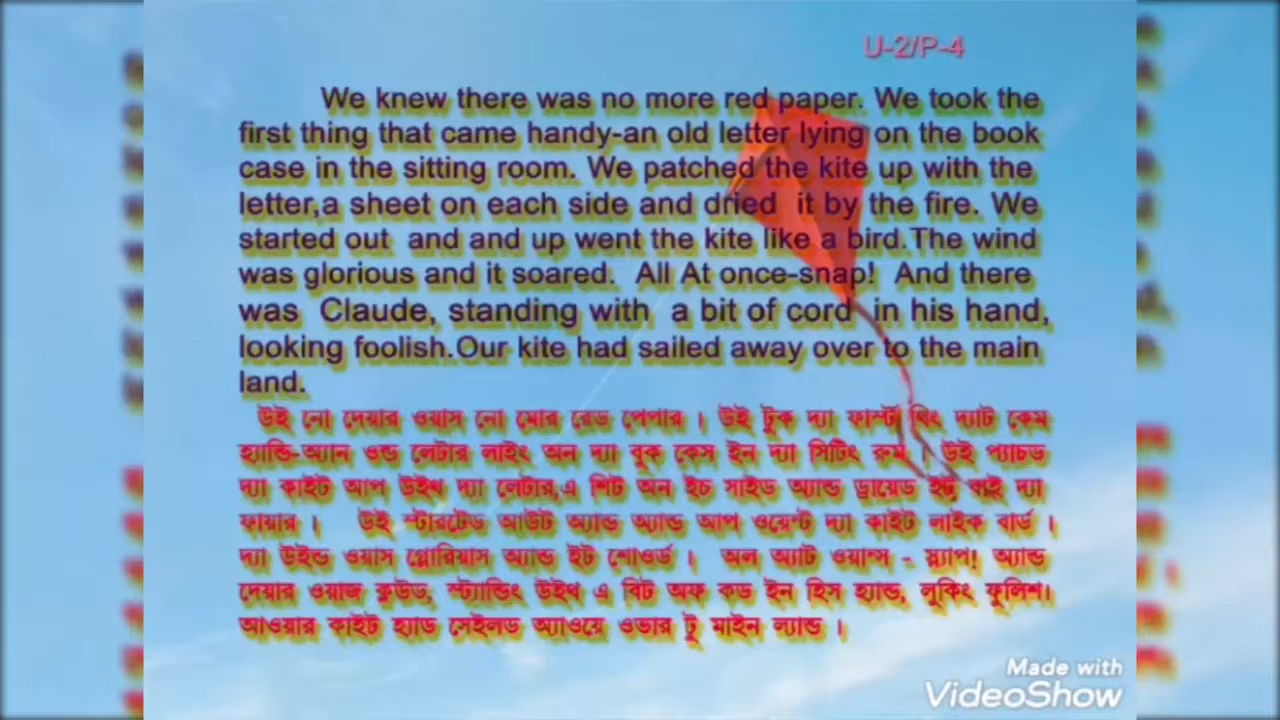 U-2/P-4
We knew there was no more red paper. We took the
first thing that came handy-an old letter lying on the book
case in the sitting room. We patched the kite up with the
letter,a sheet on each side and dried it by the fire. We
started out and and up went the kite like a bird.The wind
was glorious and it soared. All At once-snap! And there
was Claude, standing with a bit of cord in his hand,
looking foolish.Our kite had sailed away over to the main
land.
উই নো দেয়ার ওয়াস নো মোর রেড পেপার । উই টুক দ্যা ফার্স্ট থিং দ্যাট কেম
হ্যান্ডি-অ্যান ওল্ড লেটার লাইং অন দ্যা বুক কেস ইন দ্যা সিটিং রুম । উই প্যাচড
দ্যা কাইট আপ উইথ দ্যা লেটার,এ শিট অন ইচ সাইড অ্যান্ড ড্রায়েড ইট বাই দ্যা
ফায়ার । উই স্টারটেড আউট অ্যান্ড অ্যান্ড আপ ওয়েন্ট দ্যা কাইট লাইক বার্ড ।
দ্যা উইন্ড ওয়াস গ্লোরিয়াস অ্যান্ড ইট শোওর্ড । অল অ্যাট ওয়ান্স - স্ন্যাপ! অ্যান্ড
দেয়ার ওয়াজ ক্লউড, স্ট্যান্ডিং উইথ এ বিট অফ কড ইন হিস হ্যান্ড, লুকিং ফুলিশ।
আওয়ার কাইট হ্যাড সেইলড অ্যাওয়ে ওভার টু মাইন ল্যান্ড ।
Made with
VideoShow